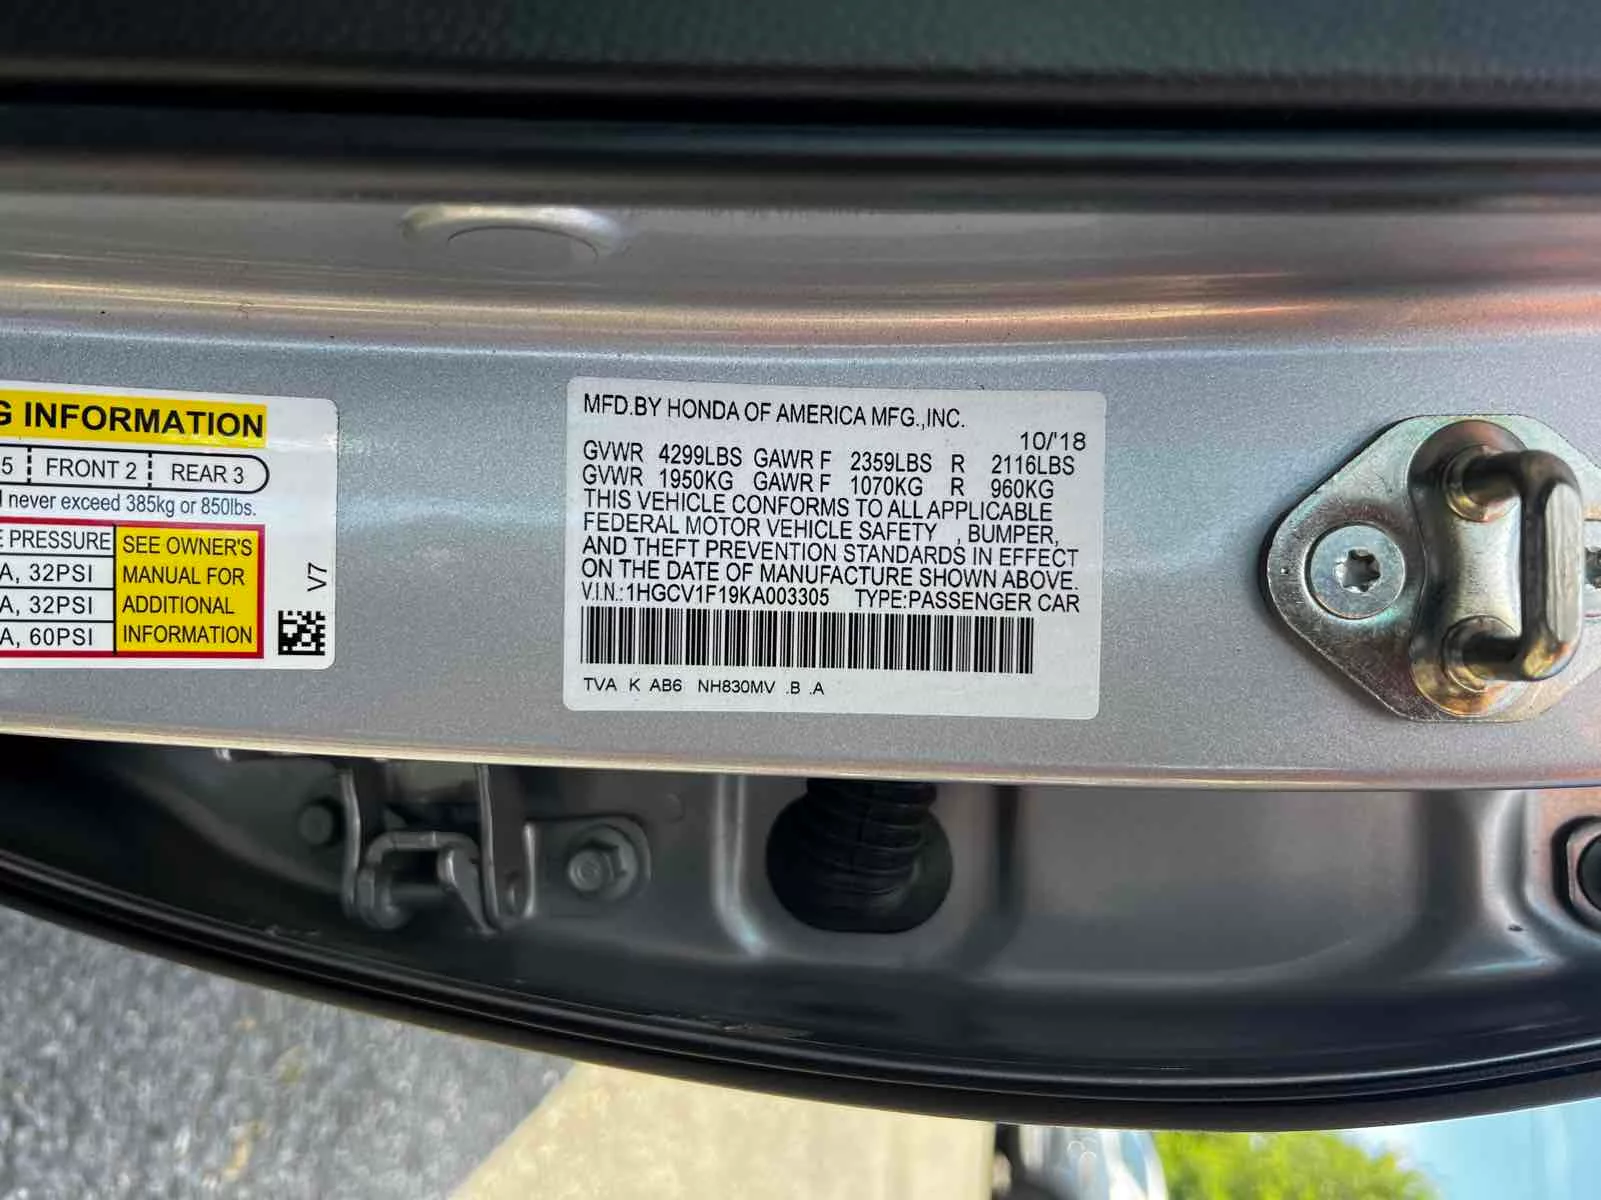 G INFORMATION
5 FRONT 2 REAR 3
never exceed 385kg or 850lbs.
E PRESSURE
A, 32PSI
A, 32PSI
A, 60PSI
SEE OWNER'S
MANUAL FOR
ADDITIONAL
INFORMATION
V7
MFD.BY HONDA OF AMERICA MFG.,INC.
10/'18
GVWR 4299LBS GAWR F 2359LBS R 2116LBS
GVWR 1950KG GAWR F 1070KG R 960KG
THIS VEHICLE CONFORMS TO ALL APPLICABLE
FEDERAL MOTOR VEHICLE SAFETY , BUMPER,
AND THEFT PREVENTION STANDARDS IN EFFECT
ON THE DATE OF MANUFACTURE SHOWN ABOVE.
V.I.N.:1HGCV1F19KA003305 TYPE:PASSENGER CAR
TVA K AB6 NH830MV .B .A